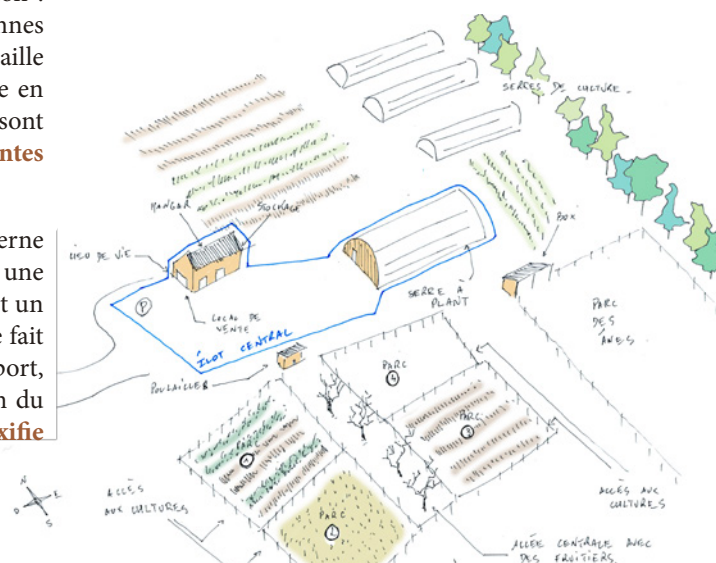 nnes
aille
e en
sont
ntes
erne
une
t un
e fait
port,
n du
xifie
SERRES DE CULTURE.
HANGAR
STOCKAGE
LIEU DE VIE
BOX
P
LOCAL DE
VENTE
SERRE À
PLANT
ÎLOT CENTRAL
PARC
DES
ÂNES
POULAILLER
PARC
4
PARC
3
PARC
1
PARC
2
N
E
S
O
ACCÈS
AUX CULTURES
ACCÈS AUX
CULTURES
ALLÉE CENTRALE AVEC
DES FRUITIERS.